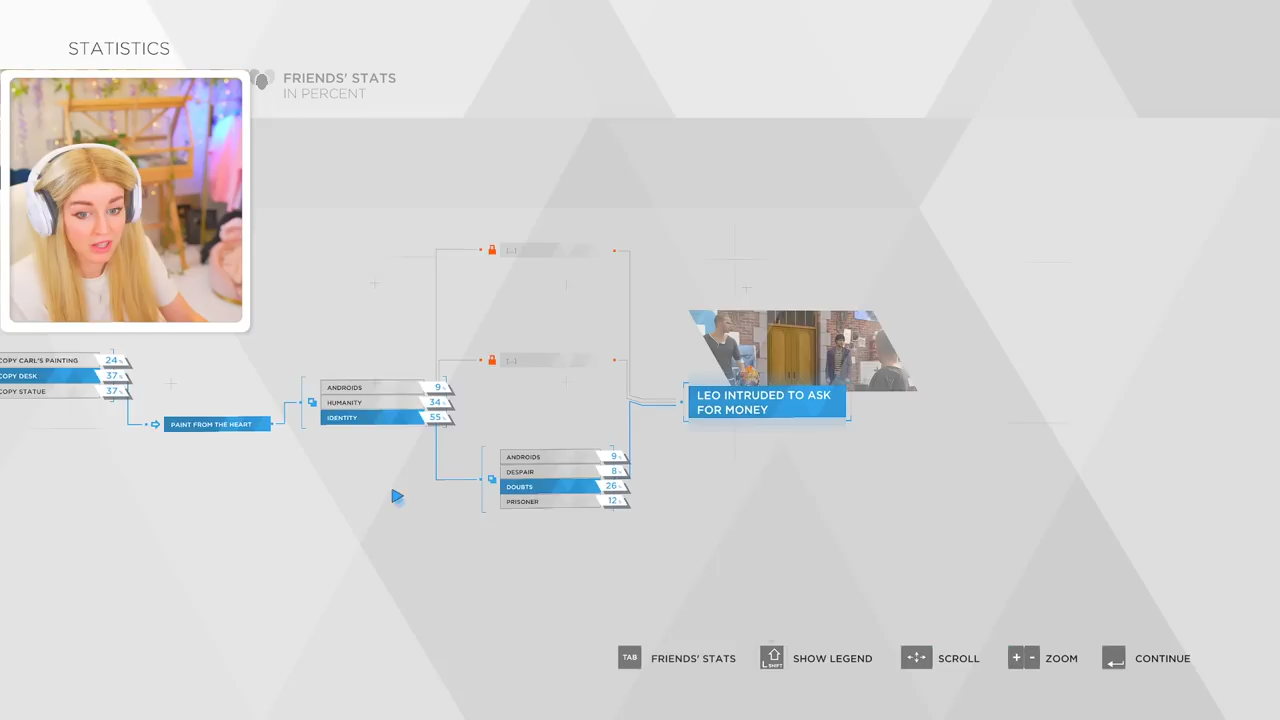 STATISTICS
FRIENDS' STATS
IN PERCENT
COPY CARL'S PAINTING 24%
COPY DESK 37%
COPY STATUE 37%
PAINT FROM THE HEART
ANDROIDS 9%
HUMANITY 34%
IDENTITY 55%
[...]
[...]
ANDROIDS 9%
DESPAIR 8%
DOUBTS 26%
PRISONER 12%
LEO INTRUDED TO ASK
FOR MONEY
TAB FRIENDS' STATS
L SHIFT SHOW LEGEND
SCROLL
+ - ZOOM
CONTINUE